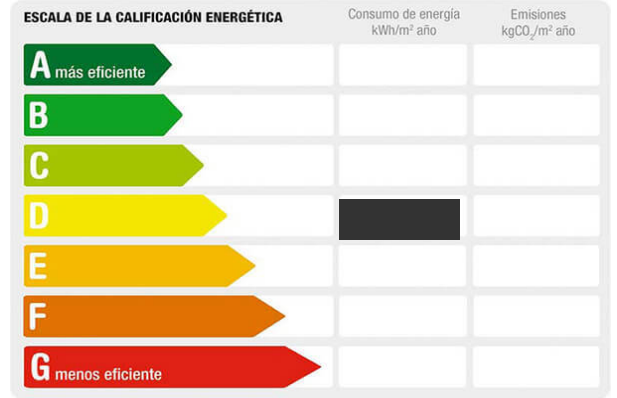 ESCALA DE LA CALIFICACIÓN ENERGÉTICA
Consumo de energía
kWh/m² año
Emisiones
kgCO₂/m² año
A más eficiente
B
C
D
E
F
G menos eficiente